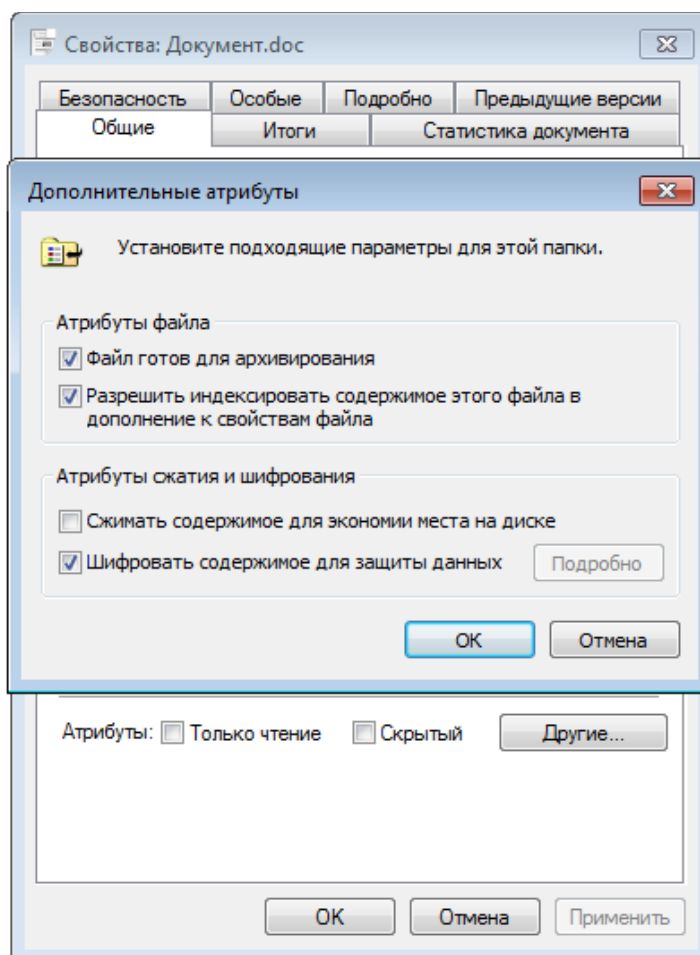 Свойства: Документ.doc
Безопасность Особые Подробно Предыдущие версии
Общие Итоги Статистика документа
Дополнительные атрибуты
Установите подходящие параметры для этой папки.
Атрибуты файла
Файл готов для архивирования
Разрешить индексировать содержимое этого файла в
дополнение к свойствам файла
Атрибуты сжатия и шифрования
Сжимать содержимое для экономии места на диске
Шифровать содержимое для защиты данных Подробно
ОК Отмена
Атрибуты: Только чтение Скрытый Другие...
ОК Отмена Применить